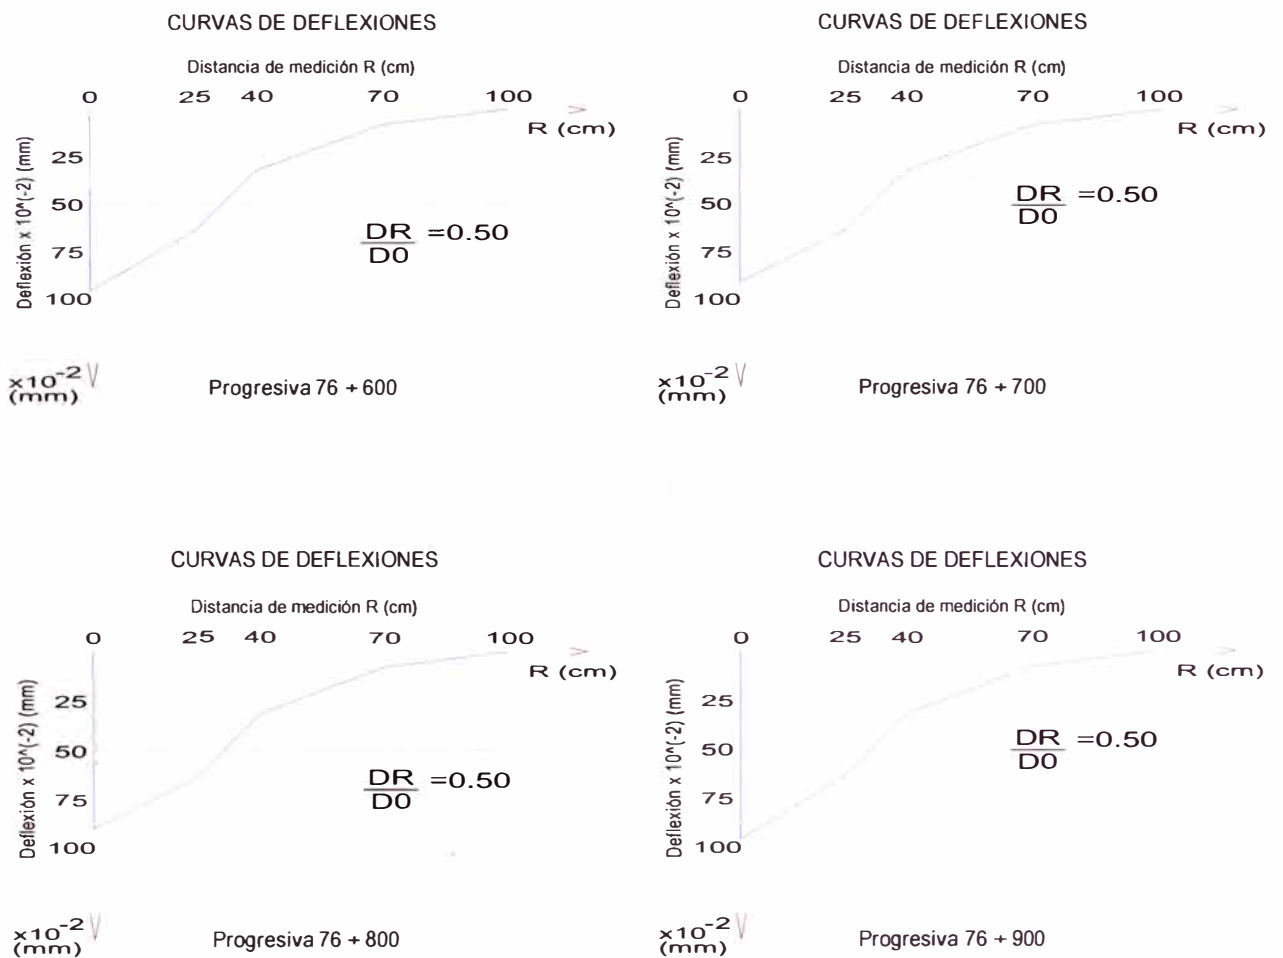 CURVAS DE DEFLEXIONES
Distancia de medición R (cm)
0 25 40 70 100
R (cm)
Deflexión x 10^(-2) (mm)
25
50
75
100
DR
D0
=0.50
x10-2
(mm)
Progresiva 76 + 600
CURVAS DE DEFLEXIONES
Distancia de medición R (cm)
0 25 40 70 100
R (cm)
Deflexión x 10^(-2) (mm)
25
50
75
100
DR
D0
=0.50
x10-2
(mm)
Progresiva 76 + 700
CURVAS DE DEFLEXIONES
Distancia de medición R (cm)
0 25 40 70 100
R (cm)
Deflexión x 10^(-2) (mm)
25
50
75
100
DR
D0
=0.50
x10-2
(mm)
Progresiva 76 + 800
CURVAS DE DEFLEXIONES
Distancia de medición R (cm)
0 25 40 70 100
R (cm)
Deflexión x 10^(-2) (mm)
25
50
75
100
DR
D0
=0.50
x10-2
(mm)
Progresiva 76 + 900